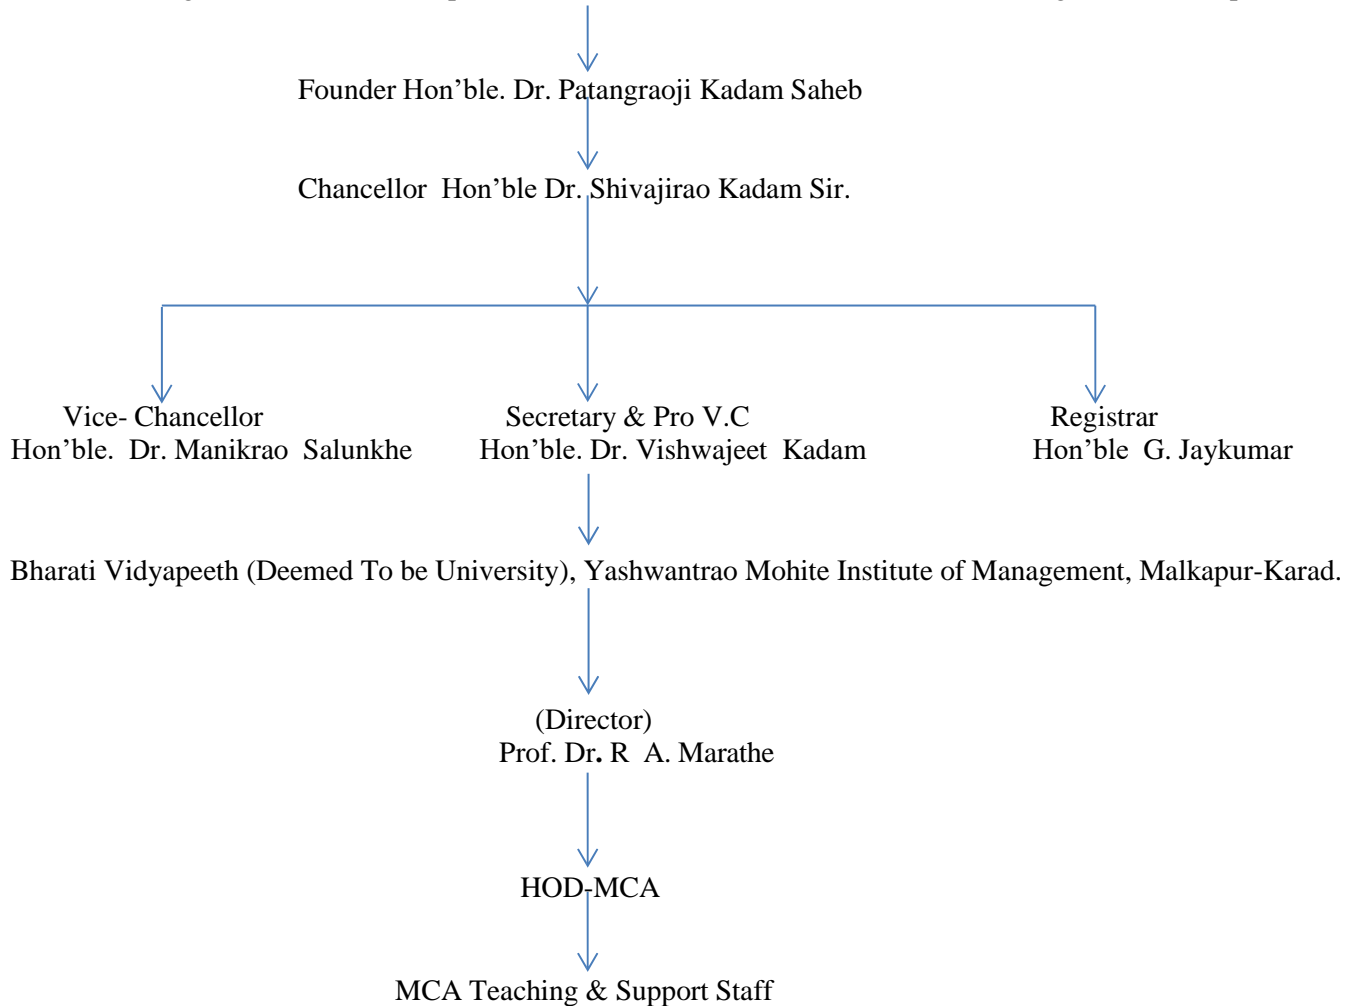 Founder Hon’ble. Dr. Patangraoji Kadam Saheb
Chancellor Hon’ble Dr. Shivajirao Kadam Sir.
Vice- Chancellor
Hon’ble. Dr. Manikrao Salunkhe
Secretary & Pro V.C
Hon’ble. Dr. Vishwajeet Kadam
Registrar
Hon’ble G. Jaykumar
Bharati Vidyapeeth (Deemed To be University), Yashwantrao Mohite Institute of Management, Malkapur-Karad.
(Director)
Prof. Dr. R A. Marathe
HOD-MCA
MCA Teaching & Support Staff